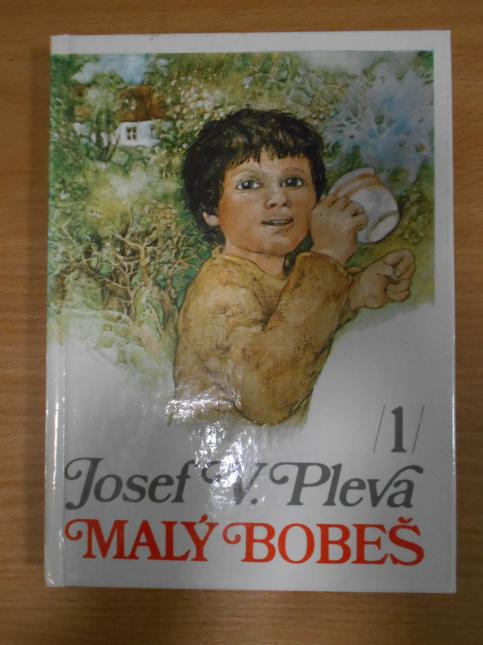 /1/
Josef V. Pleva
MALÝ BOBEŠ